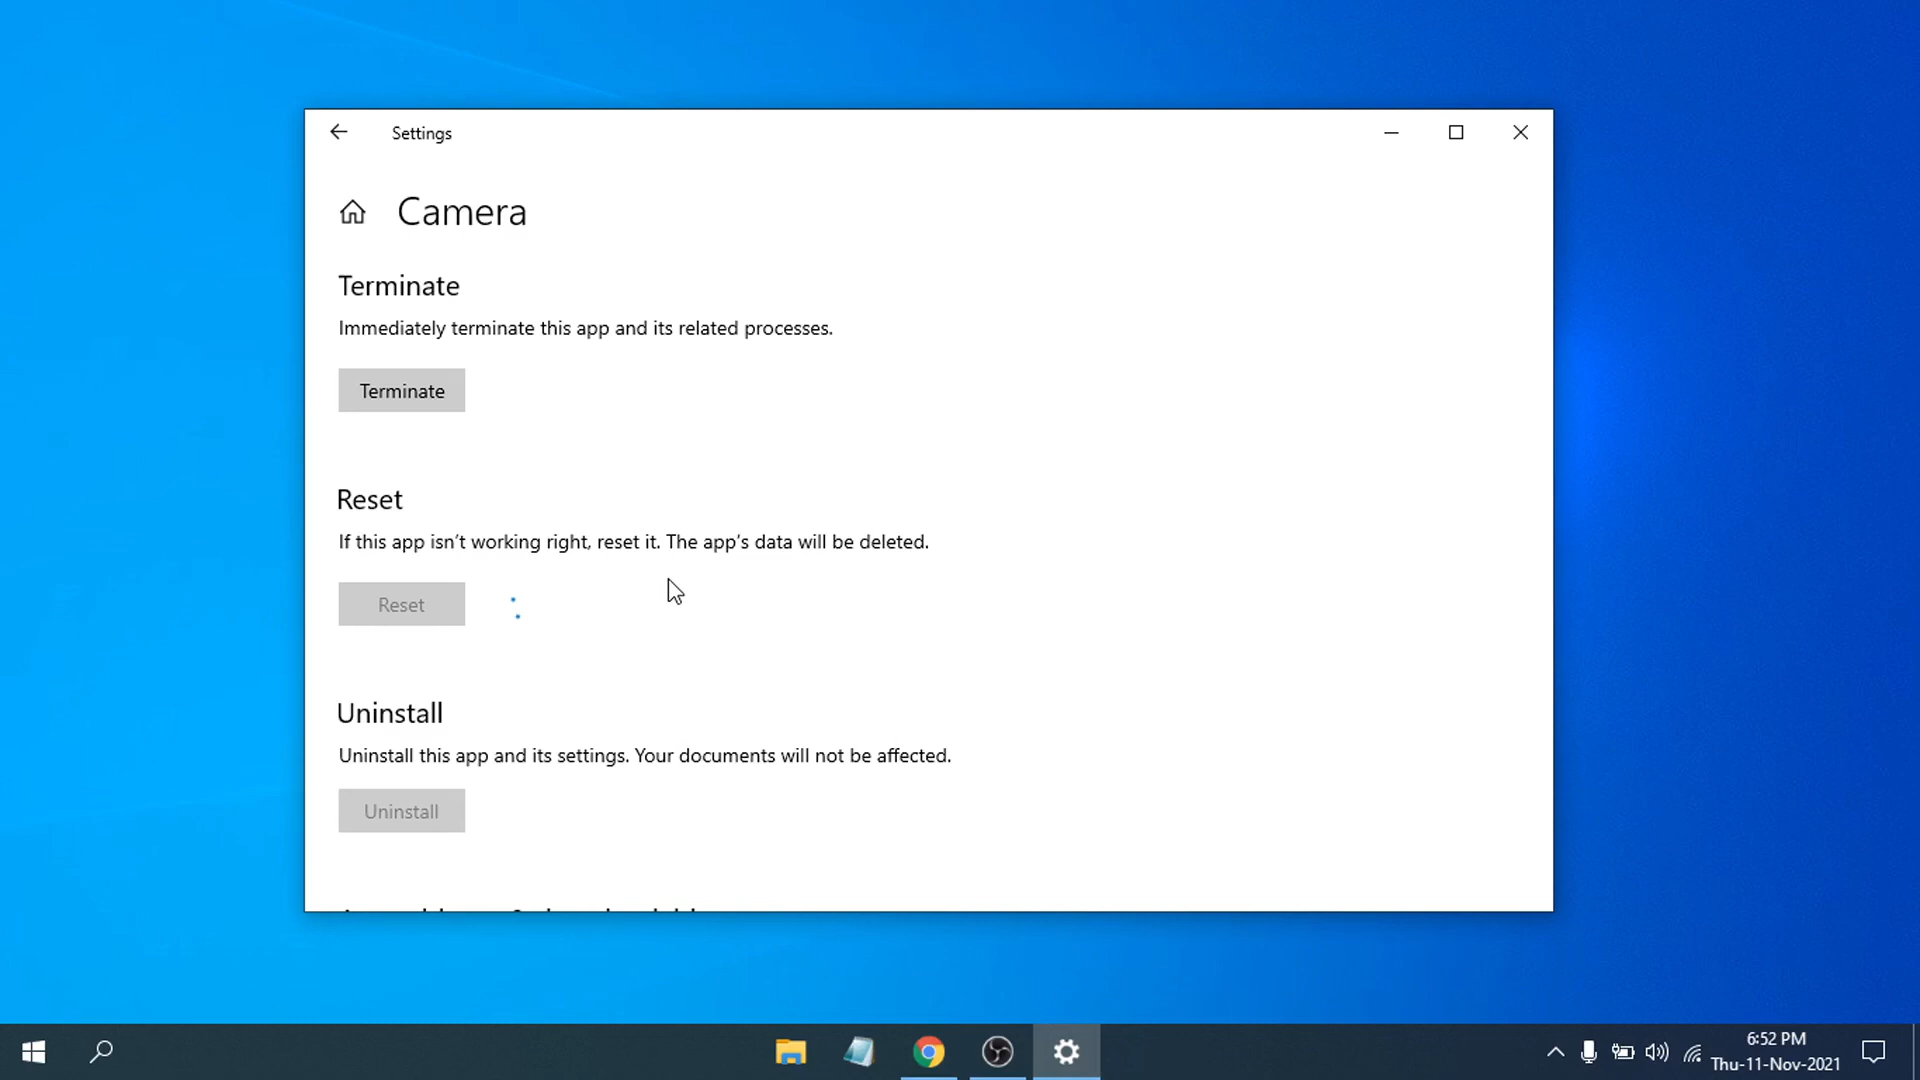 Settings
Camera
Terminate
Immediately terminate this app and its related processes.
Terminate
Reset
If this app isn’t working right, reset it. The app’s data will be deleted.
Reset
Uninstall
Uninstall this app and its settings. Your documents will not be affected.
Uninstall
6:52 PM
Thu-11-Nov-2021